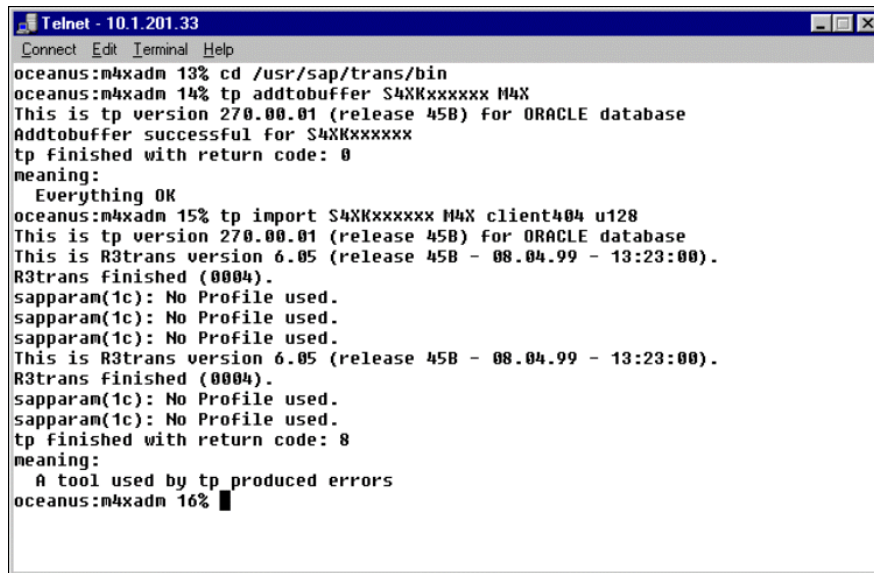 Telnet - 10.1.201.33
Connect Edit Terminal Help
oceanus:m4xadm 13% cd /usr/sap/trans/bin
oceanus:m4xadm 14% tp addtobuffer S4XKxxxxxx M4X
This is tp version 270.00.01 (release 45B) for ORACLE database
Addtobuffer successful for S4XKxxxxxx
tp finished with return code: 0
meaning:
  Everything OK
oceanus:m4xadm 15% tp import S4XKxxxxxx M4X client404 u128
This is tp version 270.00.01 (release 45B) for ORACLE database
This is R3trans version 6.05 (release 45B - 08.04.99 - 13:23:00).
R3trans finished (0004).
sapparam(1c): No Profile used.
sapparam(1c): No Profile used.
sapparam(1c): No Profile used.
This is R3trans version 6.05 (release 45B - 08.04.99 - 13:23:00).
R3trans finished (0004).
sapparam(1c): No Profile used.
sapparam(1c): No Profile used.
tp finished with return code: 8
meaning:
  A tool used by tp produced errors
oceanus:m4xadm 16%